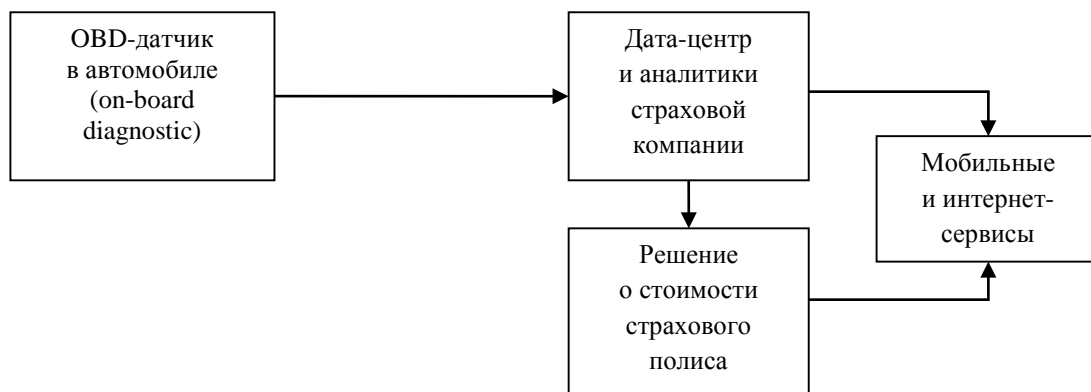 OBD-датчик
в автомобиле
(on-board
diagnostic)
Дата-центр
и аналитики
страховой
компании
Мобильные
и интернет-
сервисы
Решение
о стоимости
страхового
полиса